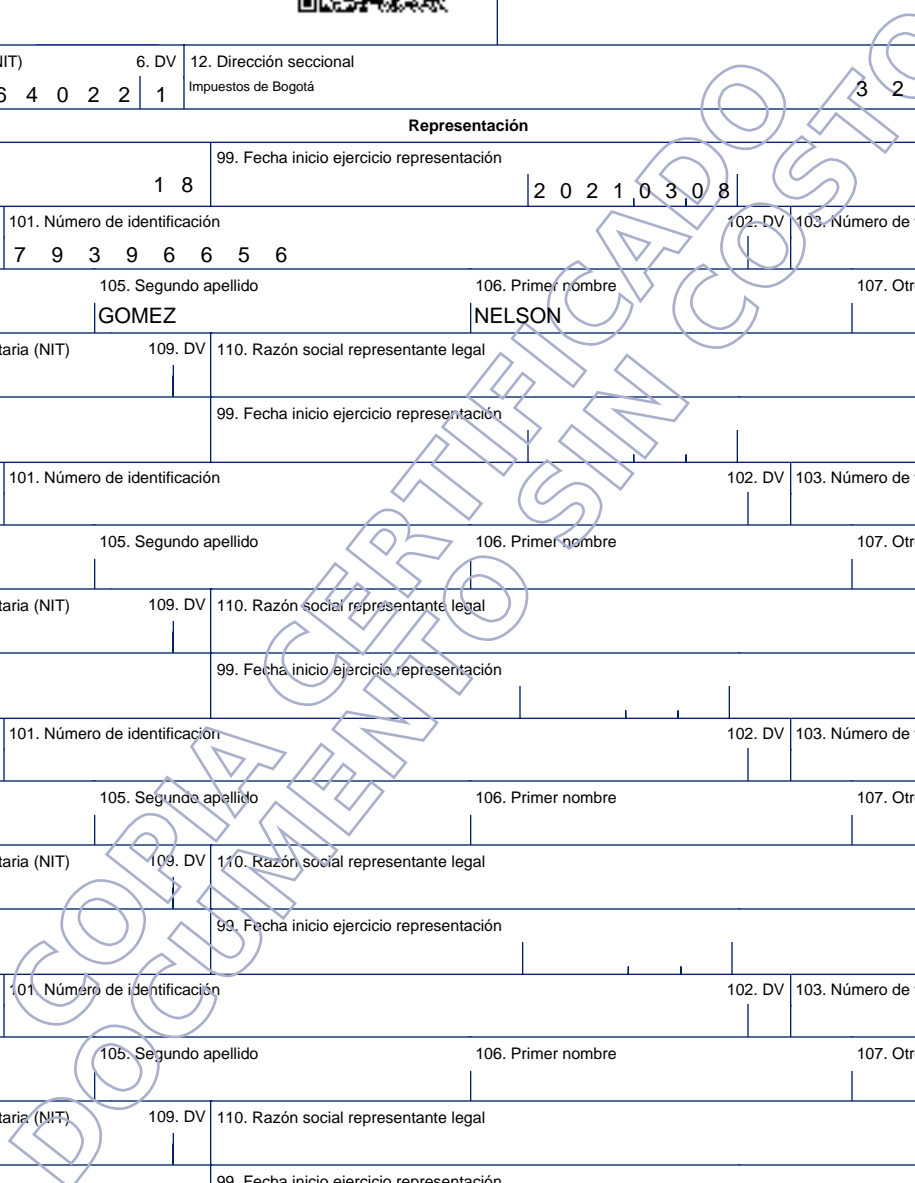 NIT) 6. DV 12. Dirección seccional
6 4 0 2 2 1 Impuestos de Bogotá 3 2
Representación
99. Fecha inicio ejercicio representación
1 8 2 0 2 1 0 3 0 8
101. Número de identificación 102. DV 103. Número de
7 9 3 9 6 6 5 6
105. Segundo apellido 106. Primer nombre 107. Otr
GOMEZ NELSON
taria (NIT) 109. DV 110. Razón social representante legal
99. Fecha inicio ejercicio representación
101. Número de identificación 102. DV 103. Número de
105. Segundo apellido 106. Primer nombre 107. Otr
taria (NIT) 109. DV 110. Razón social representante legal
99. Fecha inicio ejercicio representación
101. Número de identificación 102. DV 103. Número de
105. Segundo apellido 106. Primer nombre 107. Otr
taria (NIT) 109. DV 110. Razón social representante legal
99. Fecha inicio ejercicio representación
101. Número de identificación 102. DV 103. Número de
105. Segundo apellido 106. Primer nombre 107. Otr
taria (NIT) 109. DV 110. Razón social representante legal
99. Fecha inicio ejercicio representación
COPIA CERTIFICADO
DOCUMENTO SIN COSTO